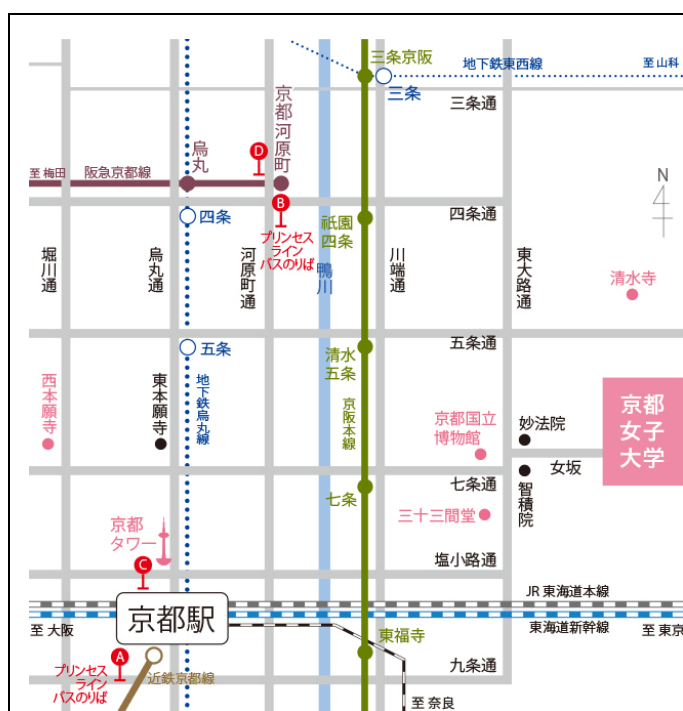 三条京阪
地下鉄東西線
至 山科
三条
三条通
京都河原町
烏丸
D
至 梅田
阪急京都線
N
B
四条
プリンセス
ライン
バスのりば
祇園
四条
四条通
堀川通
烏丸通
河原町通
鴨川
川端通
東大路通
清水寺
五条
清水
五条
五条通
西本願寺
東本願寺
地下鉄烏丸線
京阪本線
京都国立
博物館
妙法院
京都
女子
大学
女坂
七条
七条通
智積院
三十三間堂
京都
タワー
C
塩小路通
JR 東海道本線
京都駅
至 大阪
東海道新幹線
至 東京
東福寺
A
プリンセス
ライン
バスのりば
近鉄京都線
九条通
至 奈良